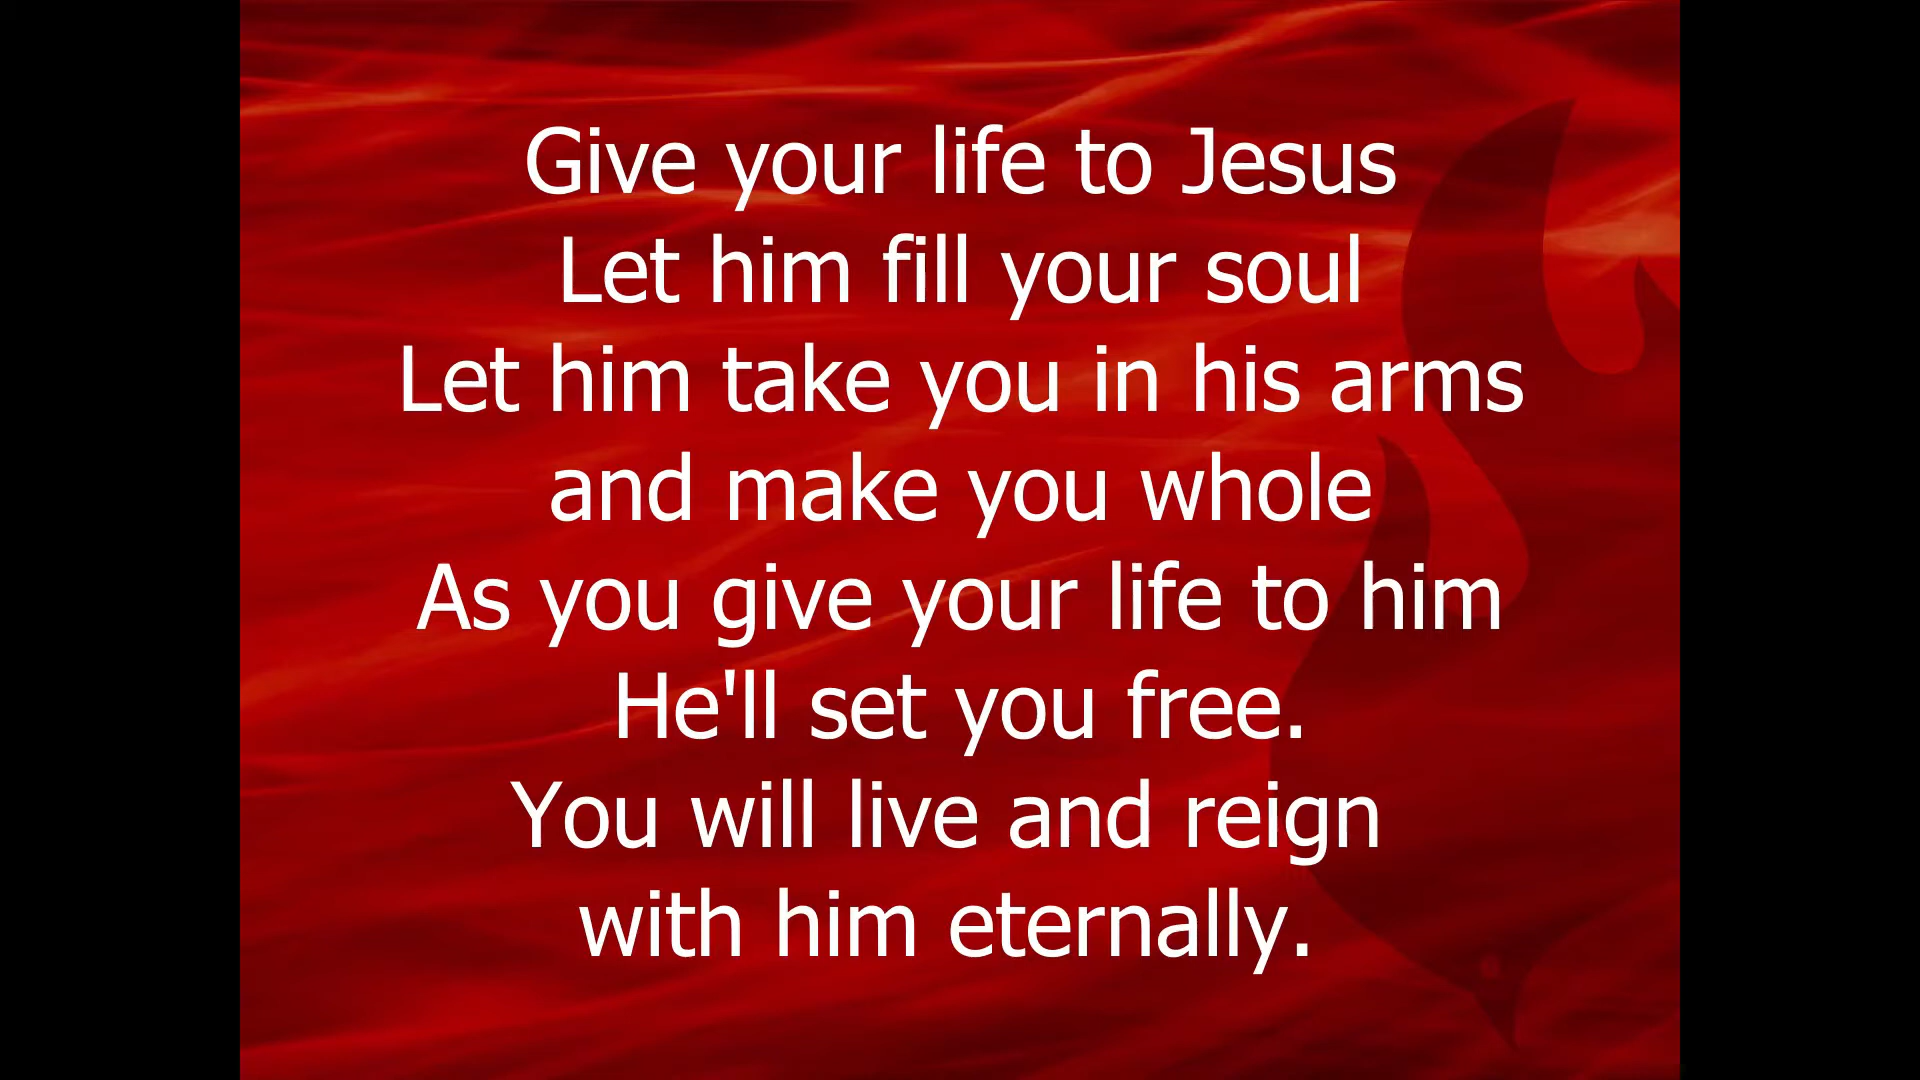 Give your life to Jesus
Let him fill your soul
Let him take you in his arms
and make you whole
As you give your life to him
He'll set you free.
You will live and reign
with him eternally.